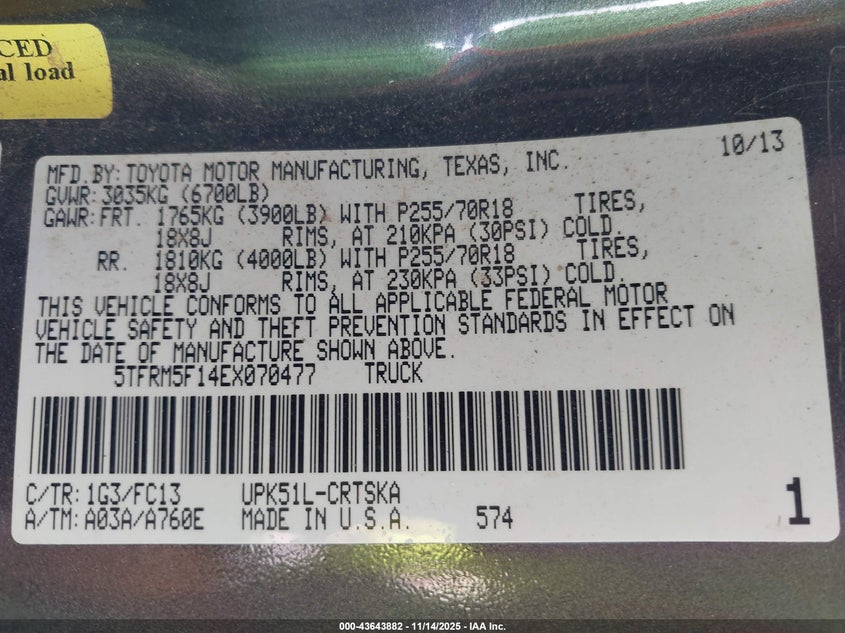 CED
al load
10/13
MFD.BY:TOYOTA MOTOR MANUFACTURING, TEXAS, INC.
GVWR:3035KG (6700LB)
GAWR:FRT. 1765KG (3900LB) WITH P255/70R18 TIRES,
18X8J RIMS, AT 210KPA (30PSI) COLD.
RR. 1810KG (4000LB) WITH P255/70R18 TIRES,
18X8J RIMS, AT 230KPA (33PSI) COLD.
THIS VEHICLE CONFORMS TO ALL APPLICABLE FEDERAL MOTOR
VEHICLE SAFETY AND THEFT PREVENTION STANDARDS IN EFFECT ON
THE DATE OF MANUFACTURE SHOWN ABOVE.
5TFRM5F14EX070477 TRUCK
C/TR:1G3/FC13 UPK51L-CRTSKA
A/TM:A03A/A760E MADE IN U.S.A. 574
1
000-43643882 | 11/14/2025 | IAA Inc.